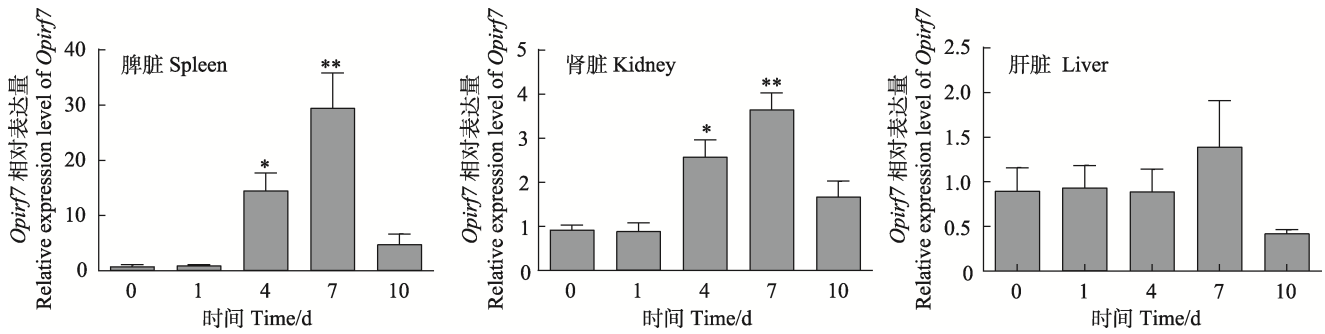 Opirf7 相对表达量
Relative expression level of Opirf7
40
30
20
10
0
脾脏 Spleen
*
**
0 1 4 7 10
时间 Time/d
Opirf7 相对表达量
Relative expression level of Opirf7
5
4
3
2
1
0
肾脏 Kidney
*
**
0 1 4 7 10
时间 Time/d
Opirf7 相对表达量
Relative expression level of Opirf7
2.5
2.0
1.5
1.0
0.5
0
肝脏 Liver
0 1 4 7 10
时间 Time/d